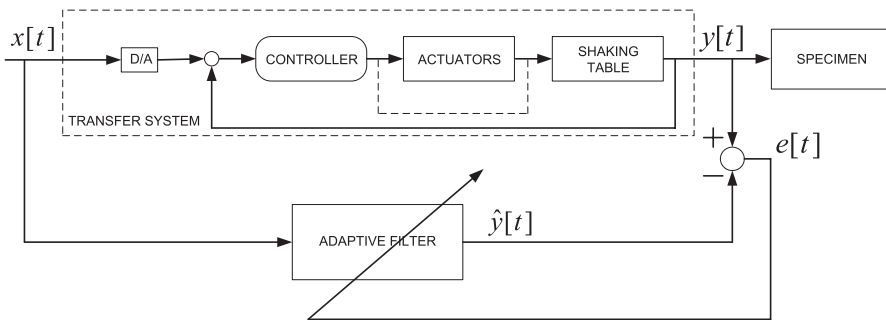 x[t]
D/A
CONTROLLER
ACTUATORS
SHAKING
TABLE
y[t]
SPECIMEN
TRANSFER SYSTEM
+
−
e[t]
ADAPTIVE FILTER
ŷ[t]